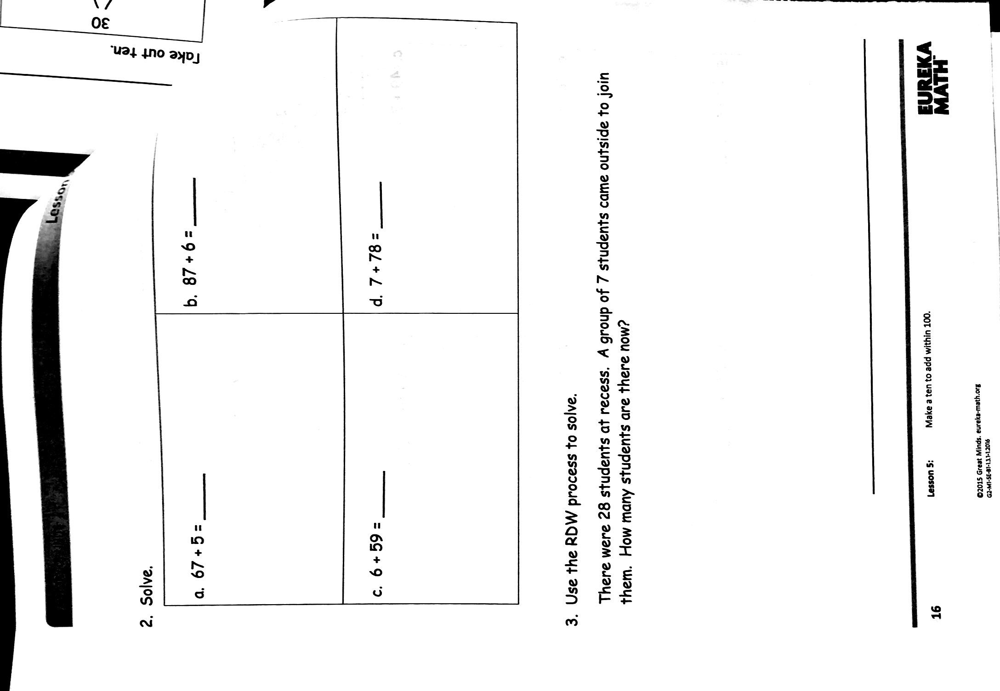 30
Take out ten.
Lesson
2. Solve.
a. 67 + 5 = ____
b. 87 + 6 = ____
c. 6 + 59 = ____
d. 7 + 78 = ____
3. Use the RDW process to solve.
There were 28 students at recess. A group of 7 students came outside to join
them. How many students are there now?
16
Lesson 5:
Make a ten to add within 100.
EUREKA
MATH™
©2015 Great Minds. eureka-math.org
G2-M1-SE-B1-1.3.1-1.2016